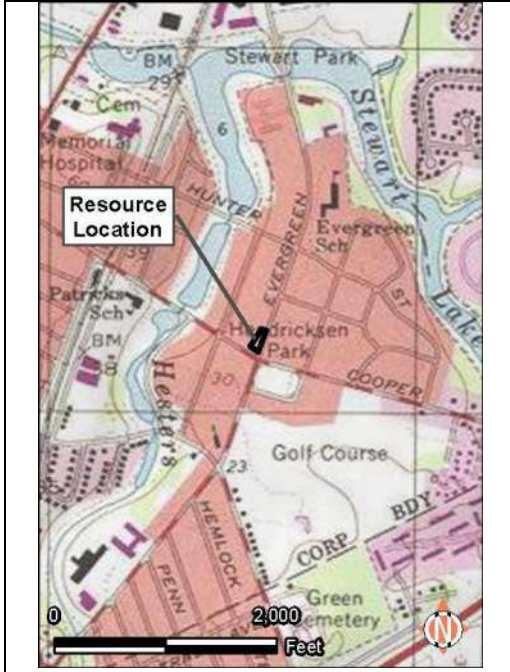 BM
29
Stewart Park
Cem
6
Stewart
Lake
Memorial
Hospital
60
HUNTER
Resource
Location
EVERGREEN
Evergreen
Sch
39
ST
Patricks
Sch
BM
Hendricksen
Park
COOPER
30
Hesters
Golf Course
23
HEMLOCK
CORP BDY
PENN
Green
Cemetery
0
2,000
Feet
N